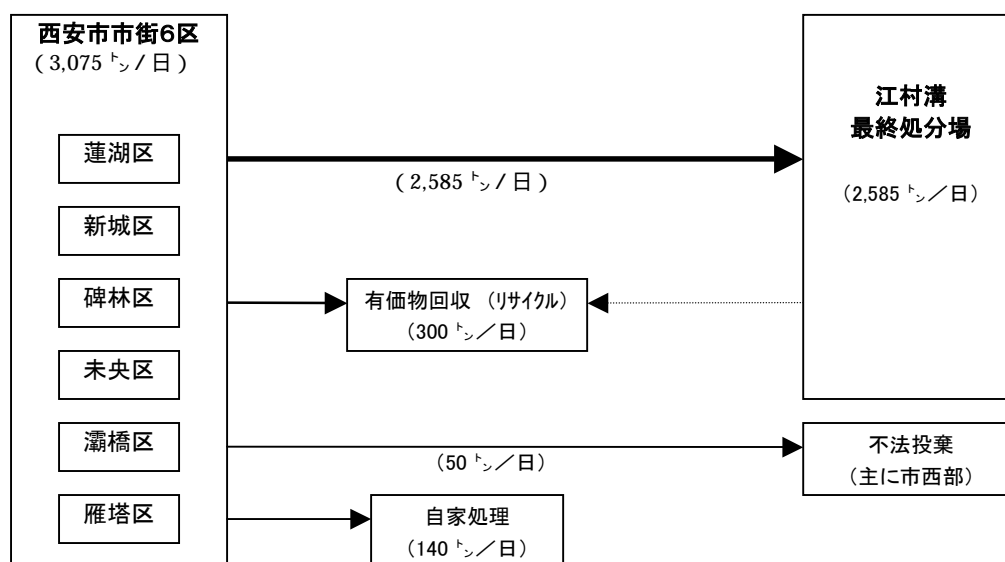 西安市市街6区
(3,075 ㌧/日)
蓮湖区
新城区
碑林区
未央区
灞橋区
雁塔区
(2,585 ㌧/日)
江村溝
最終処分場
(2,585 ㌧/日)
有価物回収 (ﾘｻｲｸﾙ)
(300 ㌧/日)
(50 ㌧/日)
不法投棄
(主に市西部)
自家処理
(140 ㌧/日)